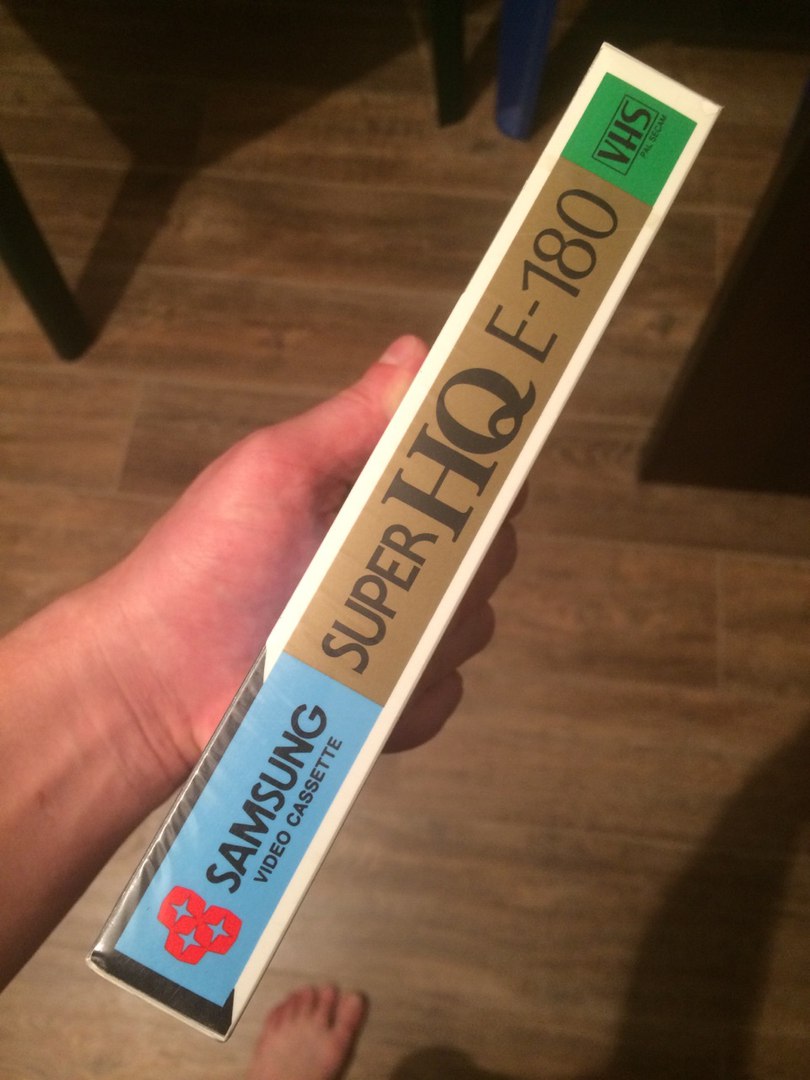 SAMSUNG
VIDEO CASSETTE
SUPER HQ E-180
VHS
PAL SECAM